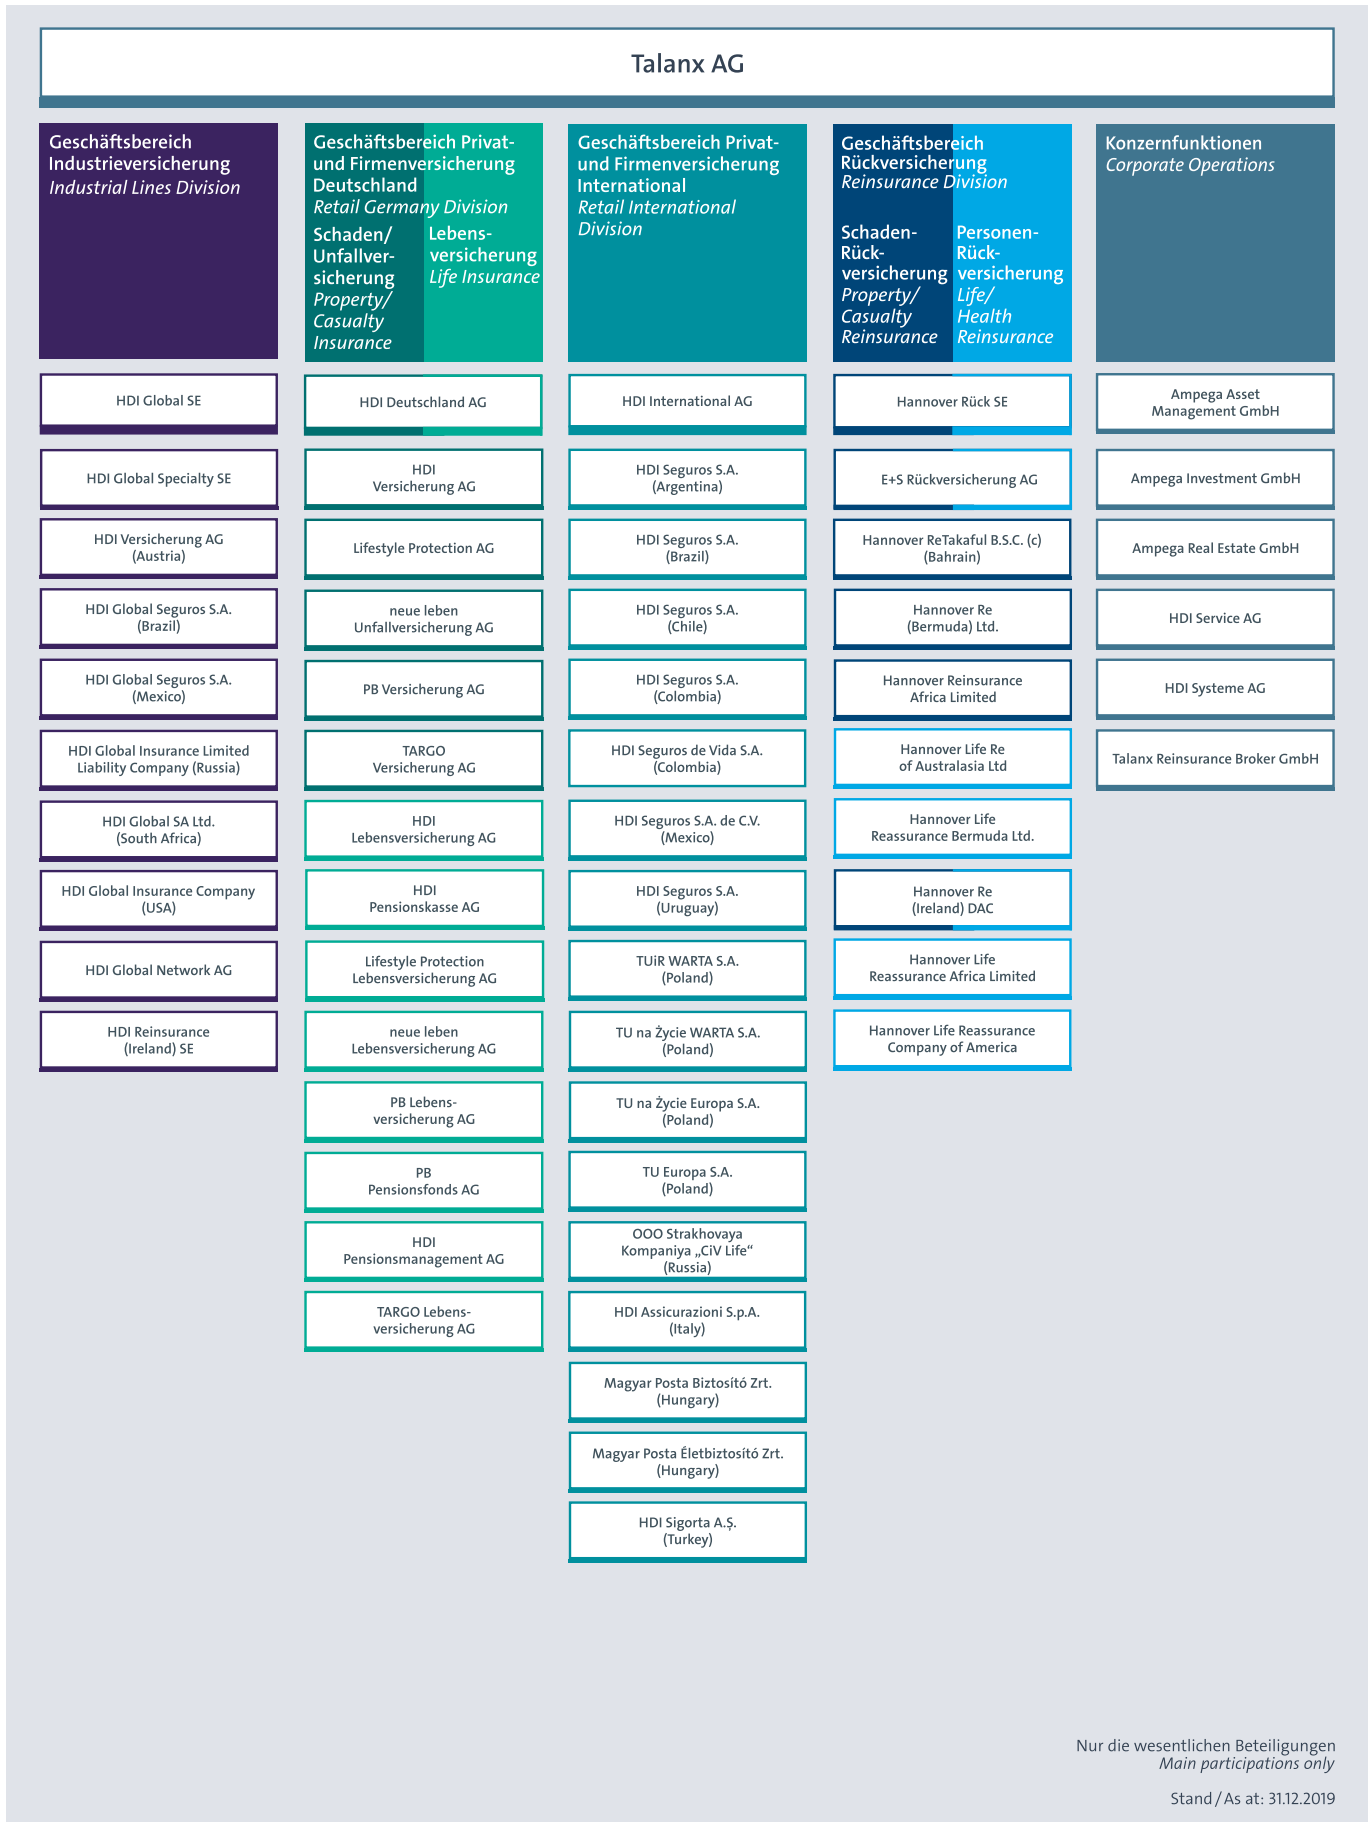 Talanx AG
Geschäftsbereich
Industrieversicherung
Industrial Lines Division
HDI Global SE
HDI Global Specialty SE
HDI Versicherung AG
(Austria)
HDI Global Seguros S.A.
(Brazil)
HDI Global Seguros S.A.
(Mexico)
HDI Global Insurance Limited
Liability Company (Russia)
HDI Global SA Ltd.
(South Africa)
HDI Global Insurance Company
(USA)
HDI Global Network AG
HDI Reinsurance
(Ireland) SE
Geschäftsbereich Privat-
und Firmenversicherung
Deutschland
Retail Germany Division
Schaden/
Unfallver-
sicherung
Property/
Casualty
Insurance
Lebens-
versicherung
Life Insurance
HDI Deutschland AG
HDI
Versicherung AG
Lifestyle Protection AG
neue leben
Unfallversicherung AG
PB Versicherung AG
TARGO
Versicherung AG
HDI
Lebensversicherung AG
HDI
Pensionskasse AG
Lifestyle Protection
Lebensversicherung AG
neue leben
Lebensversicherung AG
PB Lebens-
versicherung AG
PB
Pensionsfonds AG
HDI
Pensionsmanagement AG
TARGO Lebens-
versicherung AG
Geschäftsbereich Privat-
und Firmenversicherung
International
Retail International
Division
HDI International AG
HDI Seguros S.A.
(Argentina)
HDI Seguros S.A.
(Brazil)
HDI Seguros S.A.
(Chile)
HDI Seguros S.A.
(Colombia)
HDI Seguros de Vida S.A.
(Colombia)
HDI Seguros S.A. de C.V.
(Mexico)
HDI Seguros S.A.
(Uruguay)
TUiR WARTA S.A.
(Poland)
TU na Życie WARTA S.A.
(Poland)
TU na Życie Europa S.A.
(Poland)
TU Europa S.A.
(Poland)
OOO Strakhovaya
Kompaniya „CiV Life“
(Russia)
HDI Assicurazioni S.p.A.
(Italy)
Magyar Posta Biztosító Zrt.
(Hungary)
Magyar Posta Életbiztosító Zrt.
(Hungary)
HDI Sigorta A.Ş.
(Turkey)
Geschäftsbereich
Rückversicherung
Reinsurance Division
Schaden-
Rück-
versicherung
Property/
Casualty
Reinsurance
Personen-
Rück-
versicherung
Life/
Health
Reinsurance
Hannover Rück SE
E+S Rückversicherung AG
Hannover ReTakaful B.S.C. (c)
(Bahrain)
Hannover Re
(Bermuda) Ltd.
Hannover Reinsurance
Africa Limited
Hannover Life Re
of Australasia Ltd
Hannover Life
Reassurance Bermuda Ltd.
Hannover Re
(Ireland) DAC
Hannover Life
Reassurance Africa Limited
Hannover Life Reassurance
Company of America
Konzernfunktionen
Corporate Operations
Ampega Asset
Management GmbH
Ampega Investment GmbH
Ampega Real Estate GmbH
HDI Service AG
HDI Systeme AG
Talanx Reinsurance Broker GmbH
Nur die wesentlichen Beteiligungen
Main participations only
Stand / As at: 31.12.2019